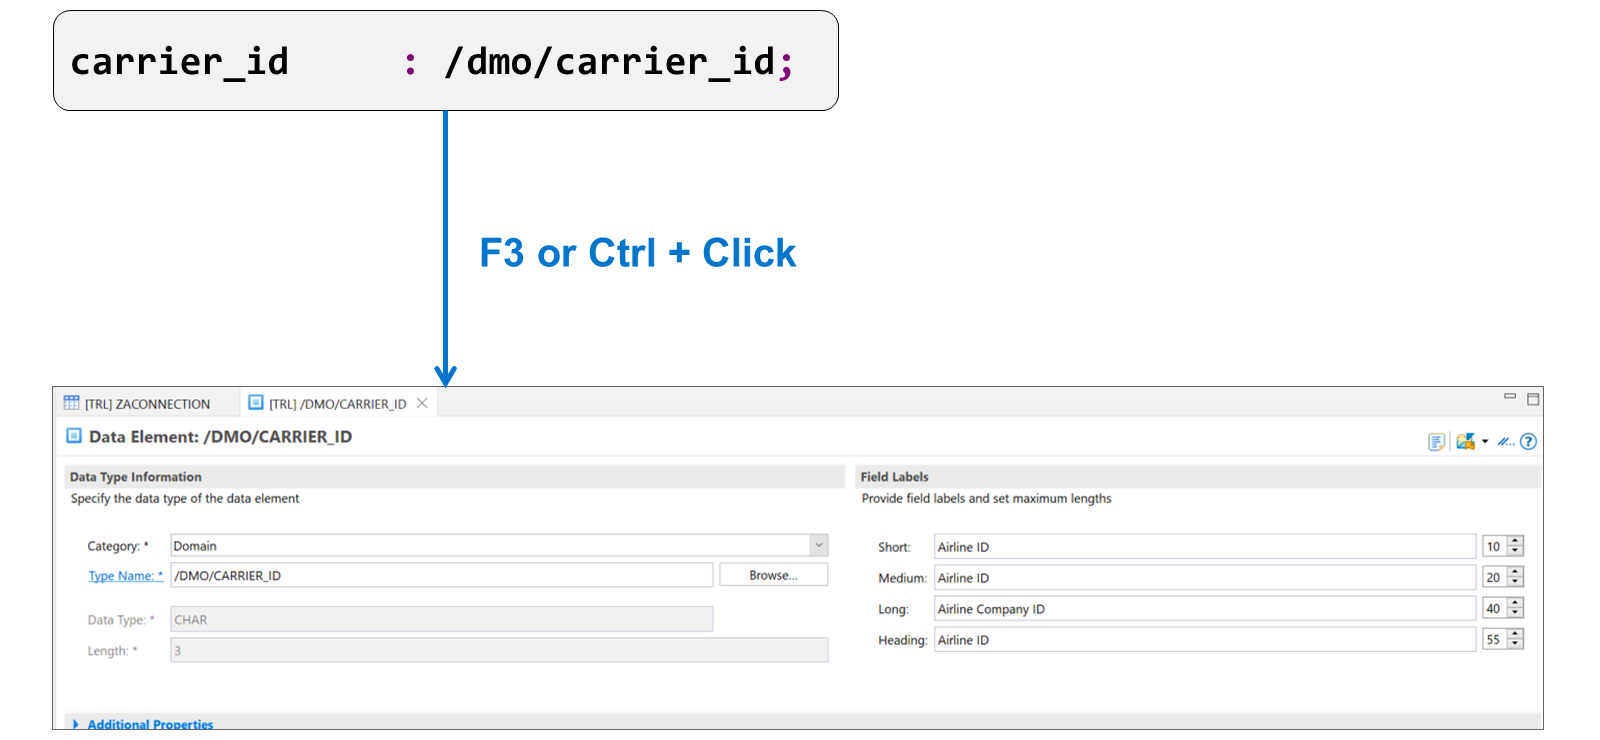 carrier_id : /dmo/carrier_id;
F3 or Ctrl + Click
[TRL] ZACONNECTION [TRL] /DMO/CARRIER_ID
Data Element: /DMO/CARRIER_ID
Data Type Information
Specify the data type of the data element
Category: * Domain
Type Name: * /DMO/CARRIER_ID Browse...
Data Type: * CHAR
Length: * 3
Additional Properties
Field Labels
Provide field labels and set maximum lengths
Short: Airline ID 10
Medium: Airline ID 20
Long: Airline Company ID 40
Heading: Airline ID 55